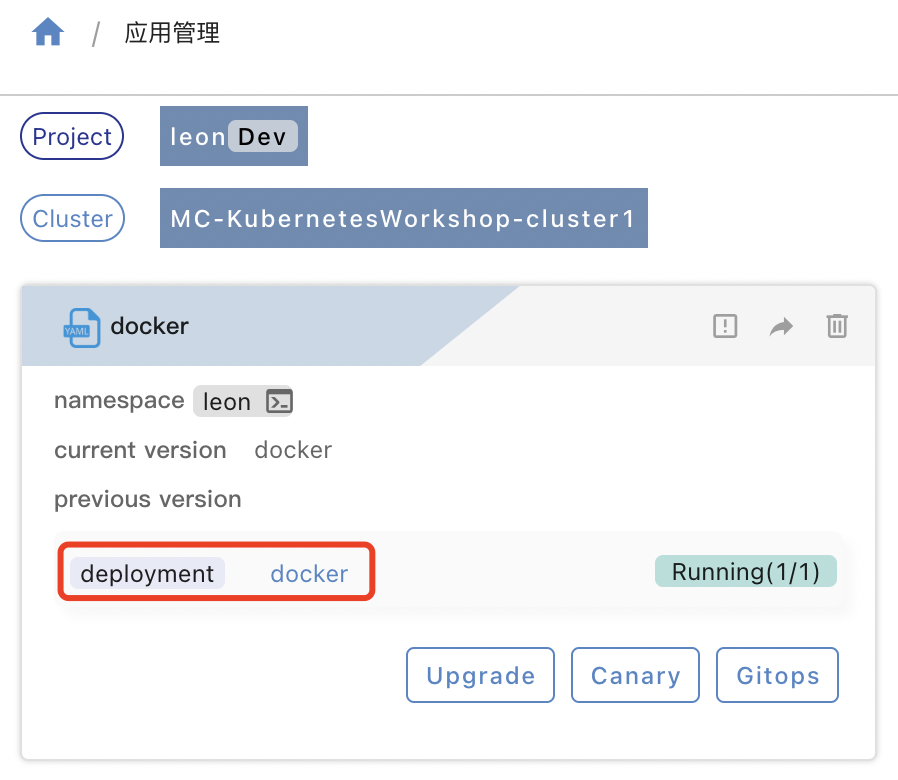 / 应用管理
Project leon Dev
Cluster MC-KubernetesWorkshop-cluster1
YAML docker
namespace leon
current version docker
previous version
deployment docker Running(1/1)
Upgrade Canary Gitops